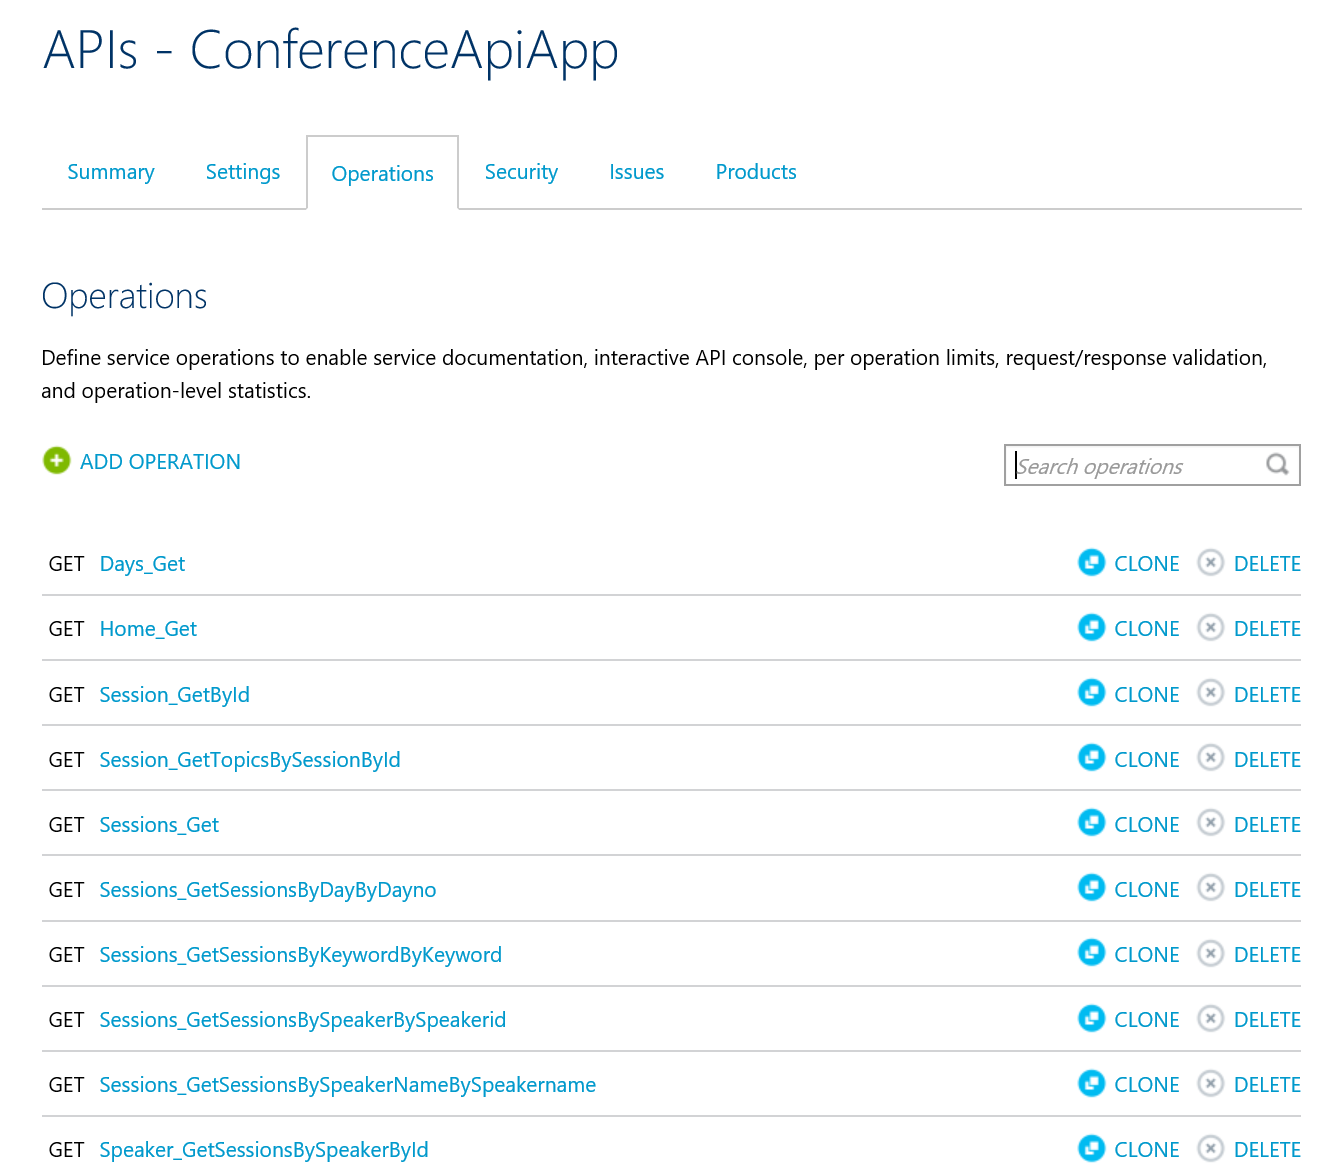 APIs - ConferenceApiApp
Summary Settings Operations Security Issues Products
Operations
Define service operations to enable service documentation, interactive API console, per operation limits, request/response validation,
and operation-level statistics.
ADD OPERATION Search operations
GET Days_Get CLONE DELETE
GET Home_Get CLONE DELETE
GET Session_GetById CLONE DELETE
GET Session_GetTopicsBySessionById CLONE DELETE
GET Sessions_Get CLONE DELETE
GET Sessions_GetSessionsByDayByDayno CLONE DELETE
GET Sessions_GetSessionsByKeywordByKeyword CLONE DELETE
GET Sessions_GetSessionsBySpeakerBySpeakerid CLONE DELETE
GET Sessions_GetSessionsBySpeakerNameBySpeakername CLONE DELETE
GET Speaker_GetSessionsBySpeakerById CLONE DELETE